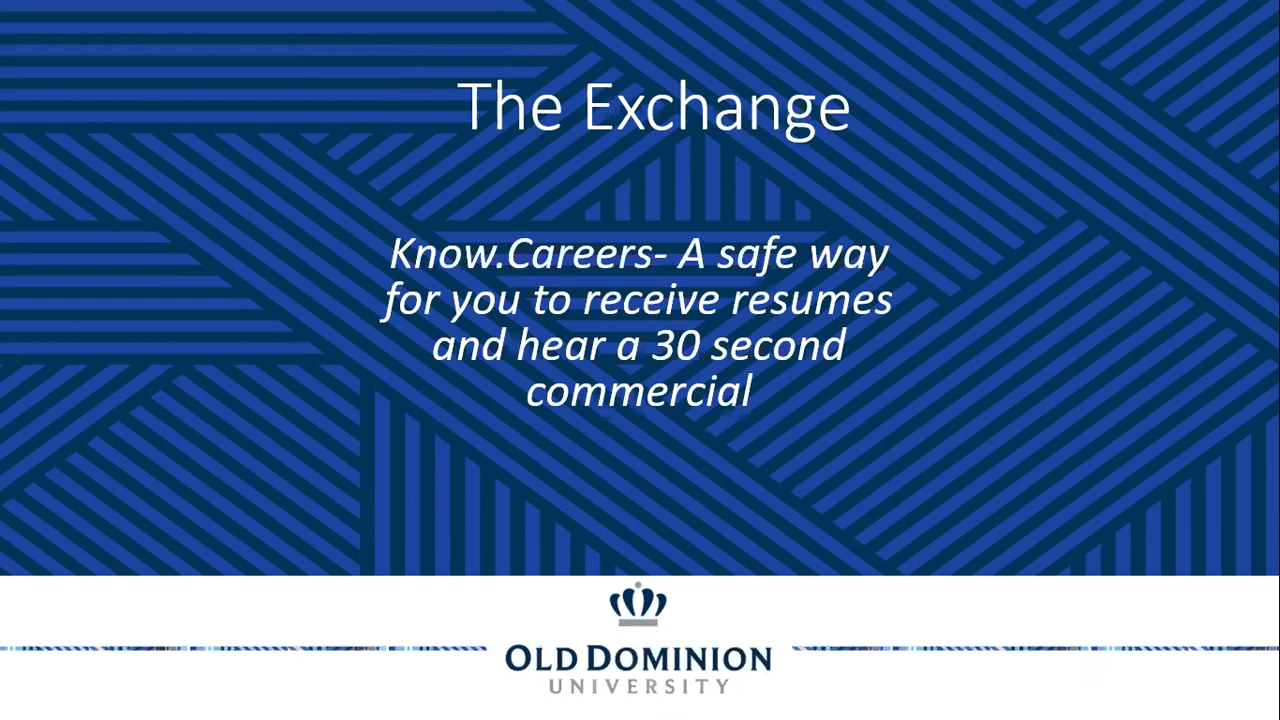 The Exchange
Know.Careers- A safe way
for you to receive resumes
and hear a 30 second
commercial
OLD DOMINION
UNIVERSITY